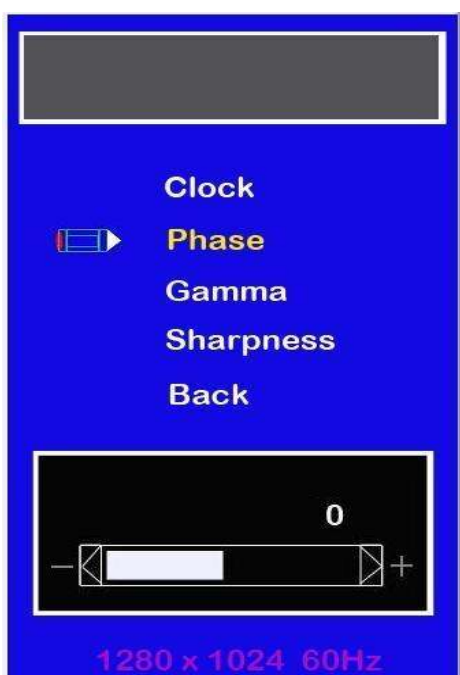 Clock
Phase
Gamma
Sharpness
Back
0
- +
1280 x 1024 60Hz